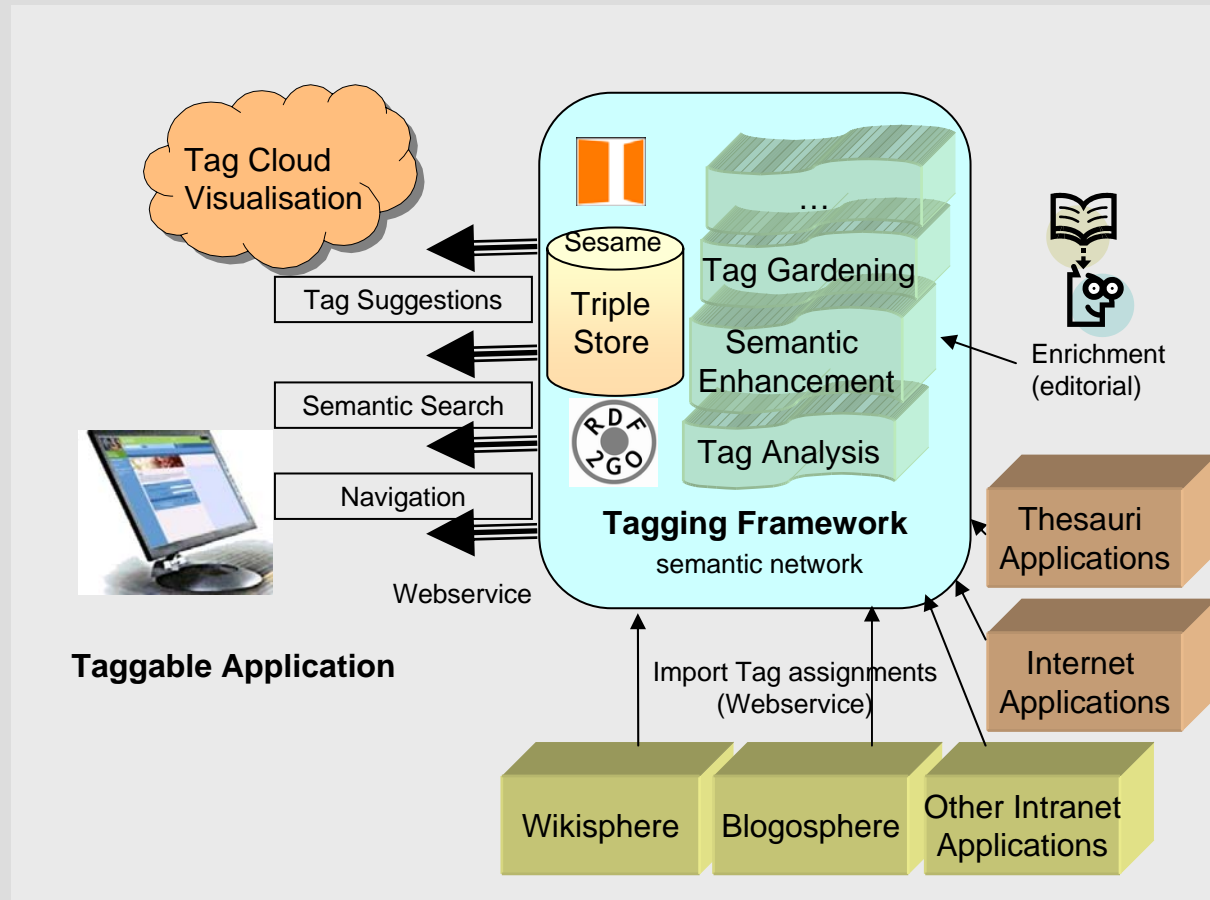 Tag Cloud
Visualisation
Tag Suggestions
Semantic Search
Navigation
Webservice
Taggable Application
Sesame
Triple
Store
RDF
2GO
…
Tag Gardening
Semantic
Enhancement
Tag Analysis
Tagging Framework
semantic network
Enrichment
(editorial)
Thesauri
Applications
Internet
Applications
Import Tag assignments
(Webservice)
Wikisphere
Blogosphere
Other Intranet
Applications